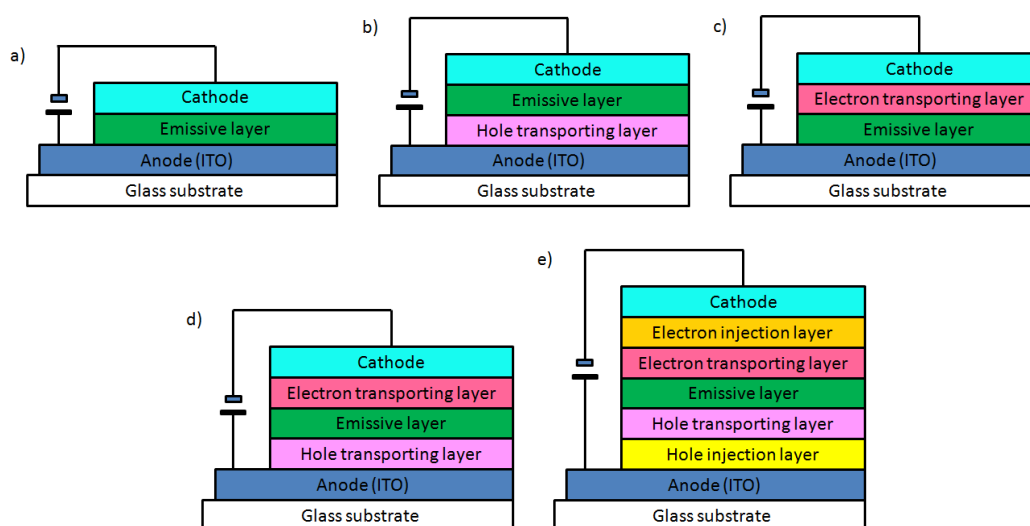 a)
Cathode
Emissive layer
Anode (ITO)
Glass substrate
b)
Cathode
Emissive layer
Hole transporting layer
Anode (ITO)
Glass substrate
c)
Cathode
Electron transporting layer
Emissive layer
Anode (ITO)
Glass substrate
d)
Cathode
Electron transporting layer
Emissive layer
Hole transporting layer
Anode (ITO)
Glass substrate
e)
Cathode
Electron injection layer
Electron transporting layer
Emissive layer
Hole transporting layer
Hole injection layer
Anode (ITO)
Glass substrate